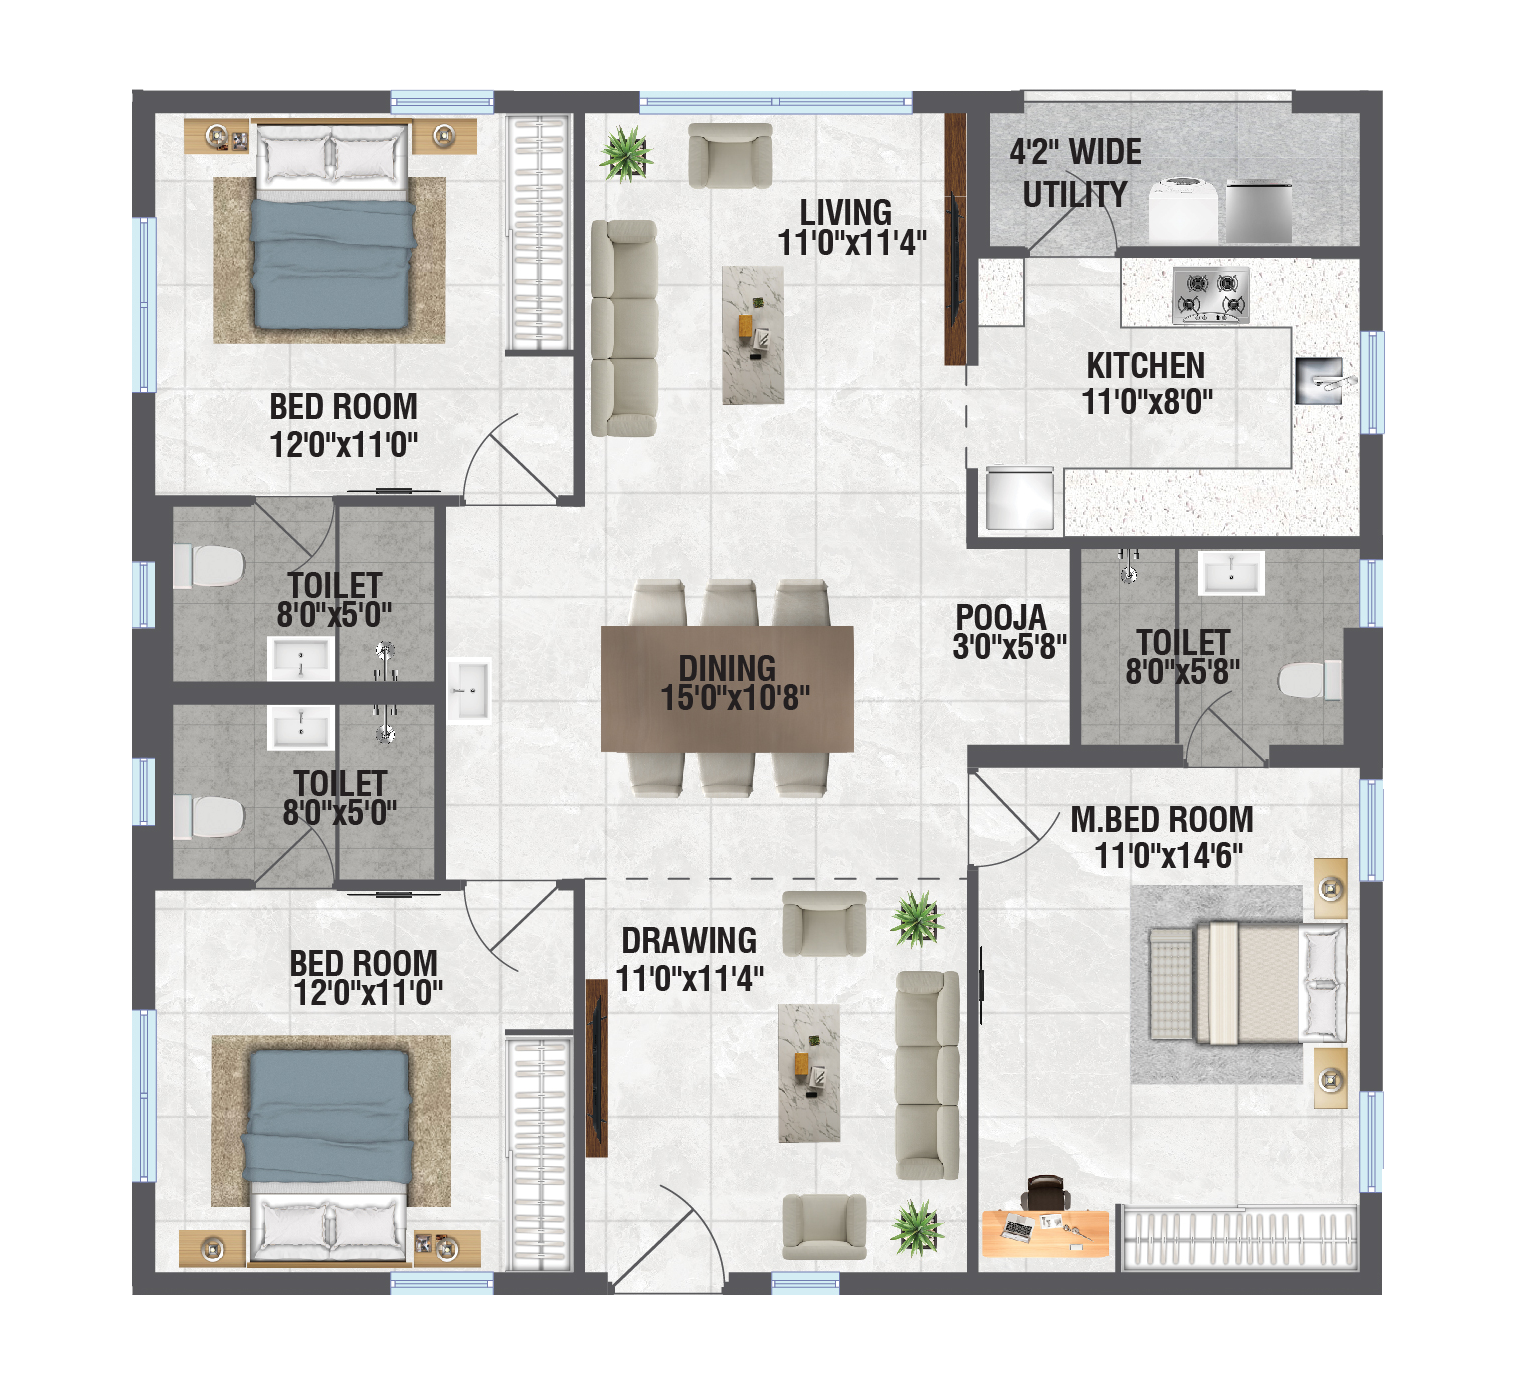 4'2" WIDE
UTILITY
LIVING
11'0"x11'4"
KITCHEN
11'0"x8'0"
BED ROOM
12'0"x11'0"
TOILET
8'0"x5'0"
POOJA
3'0"x5'8"
TOILET
8'0"x5'8"
DINING
15'0"x10'8"
TOILET
8'0"x5'0"
M.BED ROOM
11'0"x14'6"
DRAWING
11'0"x11'4"
BED ROOM
12'0"x11'0"